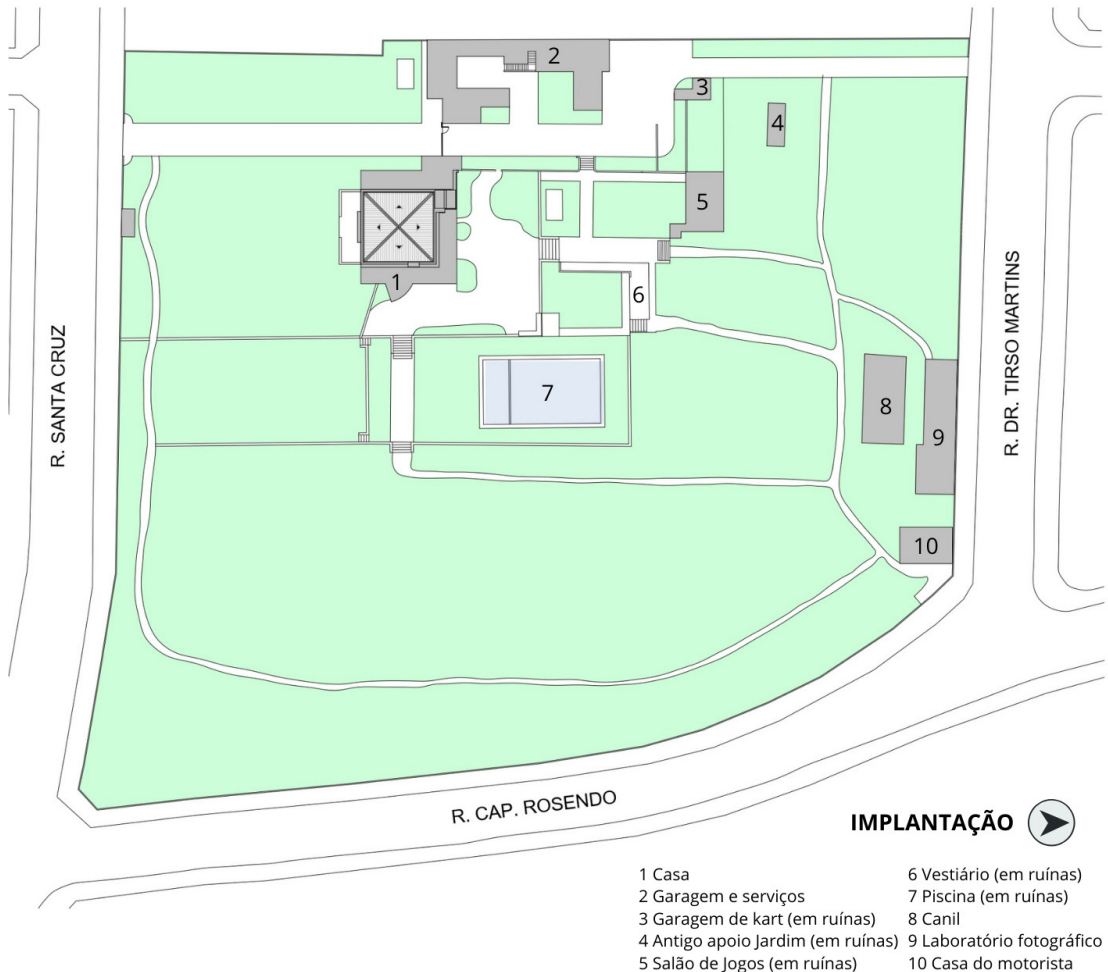 2
3
4
5
1
6
7
8
9
10
R. SANTA CRUZ
R. DR. TIRSO MARTINS
R. CAP. ROSENDO
IMPLANTAÇÃO
1 Casa
2 Garagem e serviços
3 Garagem de kart (em ruínas)
4 Antigo apoio Jardim (em ruínas)
5 Salão de Jogos (em ruínas)
6 Vestiário (em ruínas)
7 Piscina (em ruínas)
8 Canil
9 Laboratório fotográfico
10 Casa do motorista